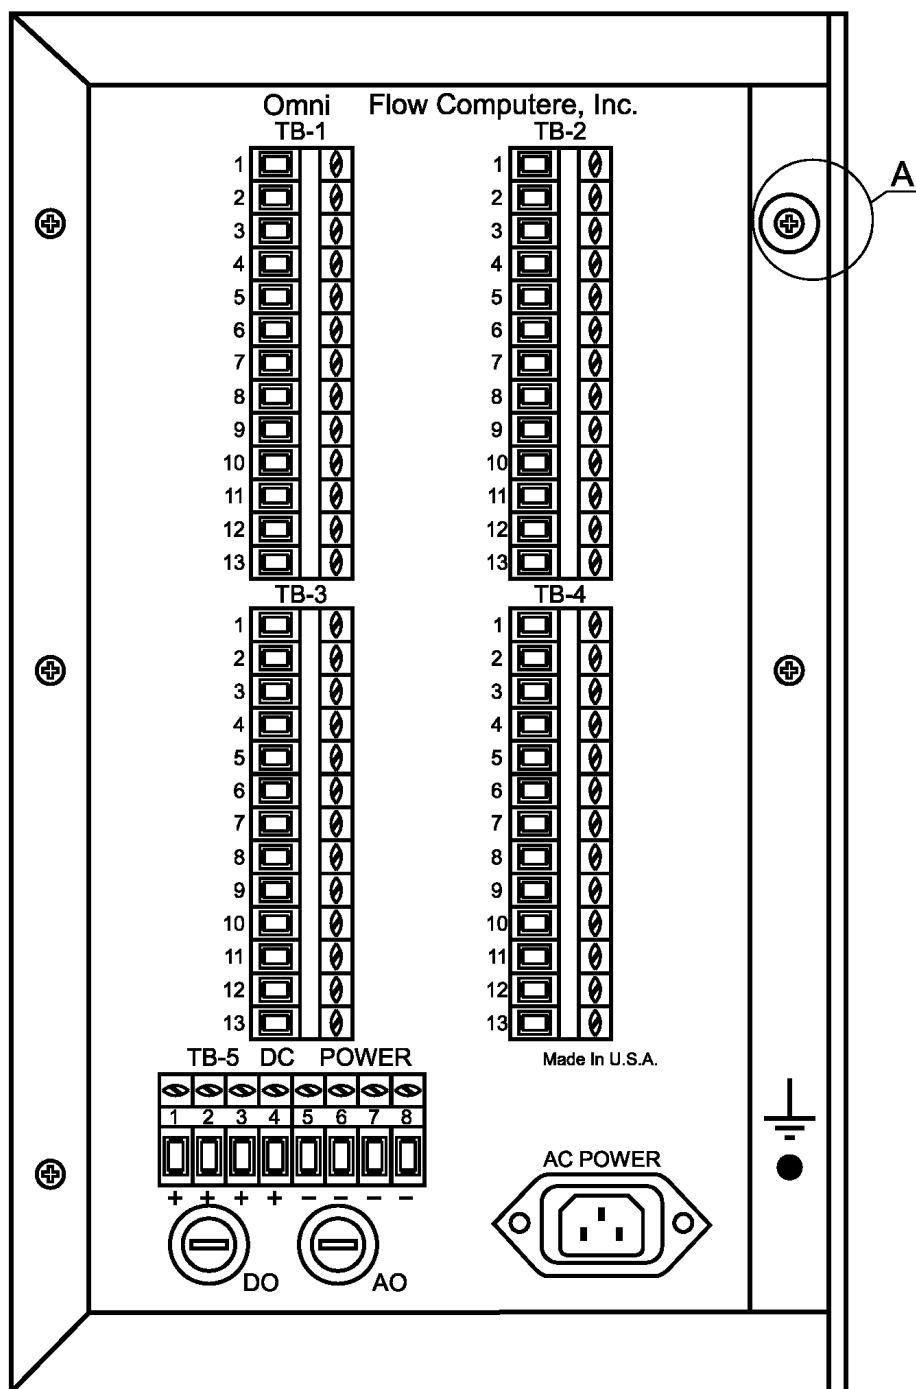 Omni Flow Computere, Inc.
TB-1 TB-2
A
1 1
2 2
3 3
4 4
5 5
6 6
7 7
8 8
9 9
10 10
11 11
12 12
13 13
TB-3 TB-4
1 1
2 2
3 3
4 4
5 5
6 6
7 7
8 8
9 9
10 10
11 11
12 12
13 13
TB-5 DC POWER
Made In U.S.A.
1 2 3 4 5 6 7 8
AC POWER
+ + + + − − − −
DO AO